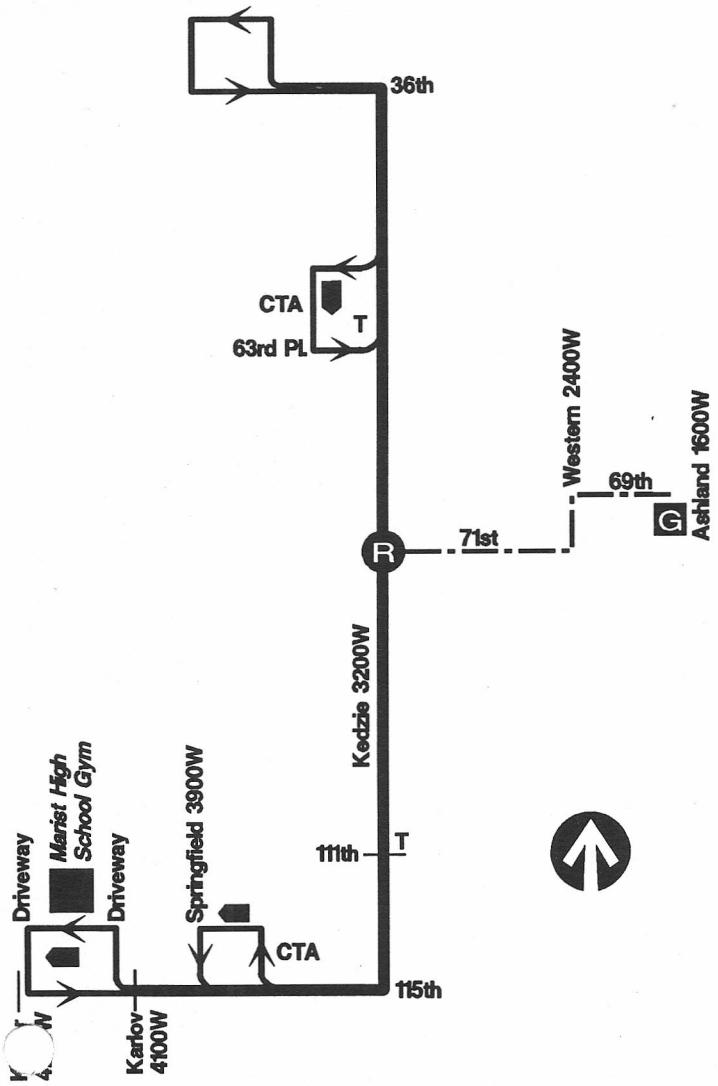 36th
CTA
T
63rd PL
Western 2400W
69th
G
Ashland 1600W
71st
R
Kedzie 3200W
Driveway
Marist High
School Gym
Driveway
Springfield 3900W
111th
T
CTA
115th
Karlov
4100W